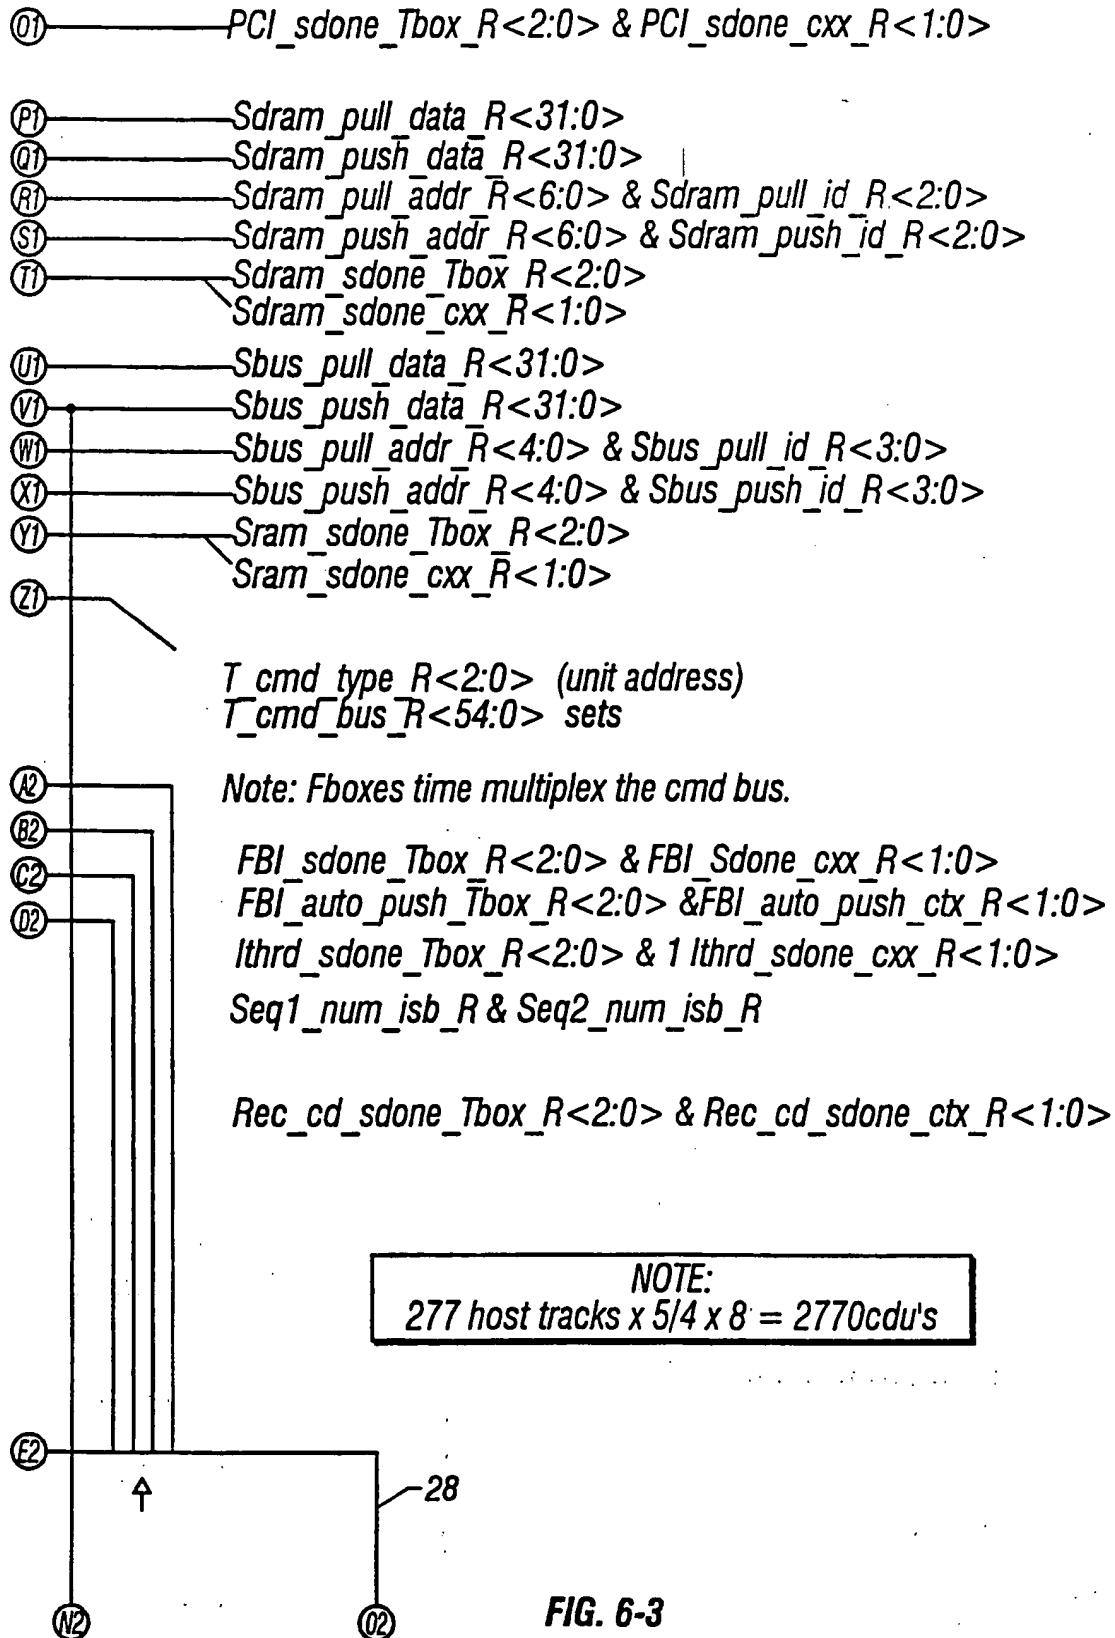 O1 PCI_sdone_Tbox_R<2:0> & PCI_sdone_cxx_R<1:0>
P1 Sdram_pull_data_R<31:0>
Q1 Sdram_push_data_R<31:0>
R1 Sdram_pull_addr_R<6:0> & Sdram_pull_id_R<2:0>
S1 Sdram_push_addr_R<6:0> & Sdram_push_id_R<2:0>
T1 Sdram_sdone_Tbox_R<2:0>
Sdram_sdone_cxx_R<1:0>
U1 Sbus_pull_data_R<31:0>
V1 Sbus_push_data_R<31:0>
W1 Sbus_pull_addr_R<4:0> & Sbus_pull_id_R<3:0>
X1 Sbus_push_addr_R<4:0> & Sbus_push_id_R<3:0>
Y1 Sram_sdone_Tbox_R<2:0>
Sram_sdone_cxx_R<1:0>
Z1
T_cmd_type_R<2:0> (unit address)
T_cmd_bus_R<54:0> sets
A2 Note: Fboxes time multiplex the cmd bus.
B2
FBI_sdone_Tbox_R<2:0> & FBI_Sdone_cxx_R<1:0>
C2
FBI_auto_push_Tbox_R<2:0> &FBI_auto_push_ctx_R<1:0>
D2
Ithrd_sdone_Tbox_R<2:0> & 1 Ithrd_sdone_cxx_R<1:0>
Seq1_num_isb_R & Seq2_num_isb_R
Rec_cd_sdone_Tbox_R<2:0> & Rec_cd_sdone_ctx_R<1:0>
NOTE:
277 host tracks x 5/4 x 8 = 2770cdu's
E2
28
N2 O2
FIG. 6-3